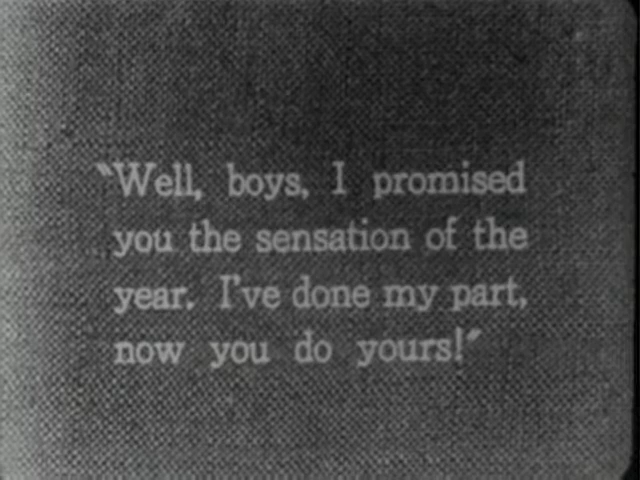 "Well, boys, I promised
you the sensation of the
year. I've done my part,
now you do yours!"